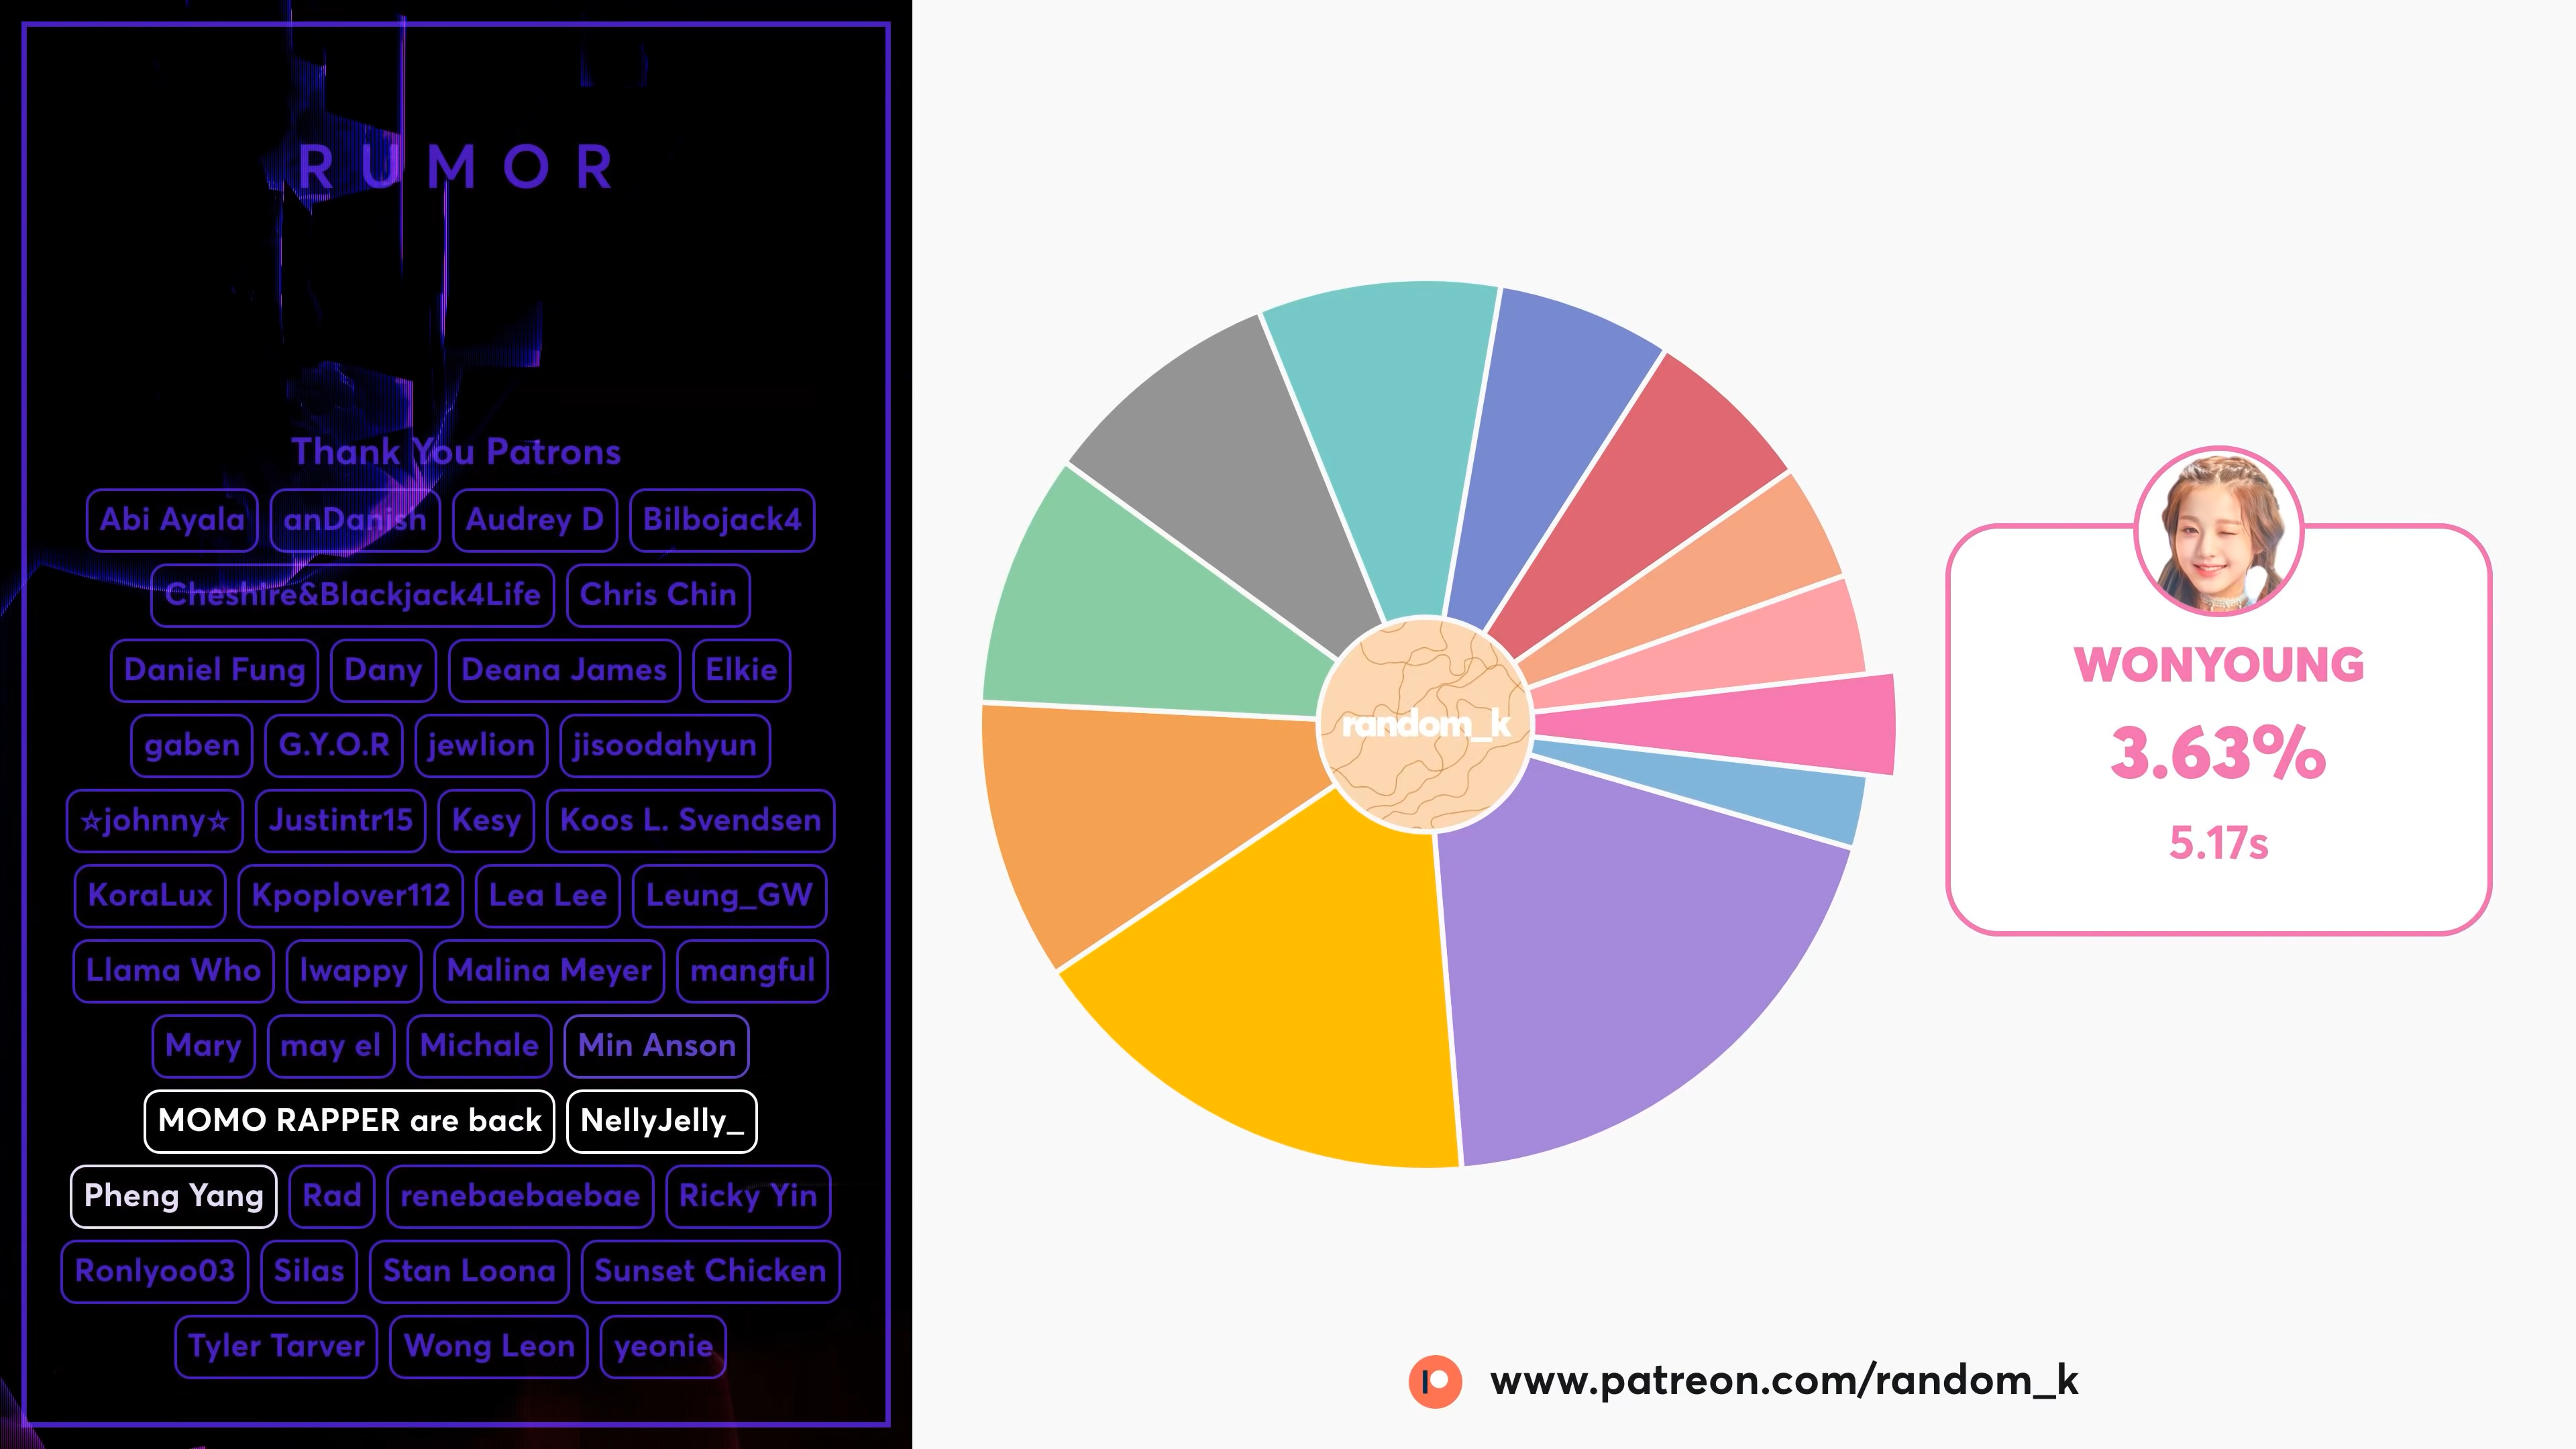 RUMOR
Thank You Patrons
Abi Ayala anDanish Audrey D Bilbojack4
Cheshire&Blackjack4Life Chris Chin
Daniel Fung Dany Deana James Elkie
gaben G.Y.O.R jewlion jisoodahyun
☆johnny☆ Justintr15 Kesy Koos L. Svendsen
KoraLux Kpoplover112 Lea Lee Leung_GW
Llama Who lwappy Malina Meyer mangful
Mary may el Michale Min Anson
MOMO RAPPER are back NellyJelly_
Pheng Yang Rad renebaebaebae Ricky Yin
Ronlyoo03 Silas Stan Loona Sunset Chicken
Tyler Tarver Wong Leon yeonie
random_k
WONYOUNG
3.63%
5.17s
www.patreon.com/random_k